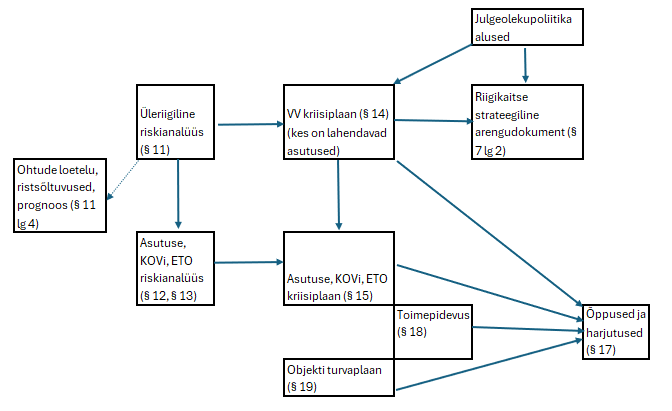 Julgeolekupoliitika
alused
Üleriigiline
riskianalüüs
(§ 11)
VV kriisiplaan (§ 14)
(kes on lahendavad
asutused)
Riigikaitse
strateegiline
arengudokument (§
7 lg 2)
Ohtude loetelu,
ristsõltuvused,
prognoos (§ 11
lg 4)
Asutuse,
KOVi, ETO
riskianalüüs
(§ 12, § 13)
Asutuse, KOVi, ETO
kriisiplaan (§ 15)
Toimepidevus
(§ 18)
Õppused ja
harjutused
(§ 17)
Objekti turvaplaan
(§ 19)